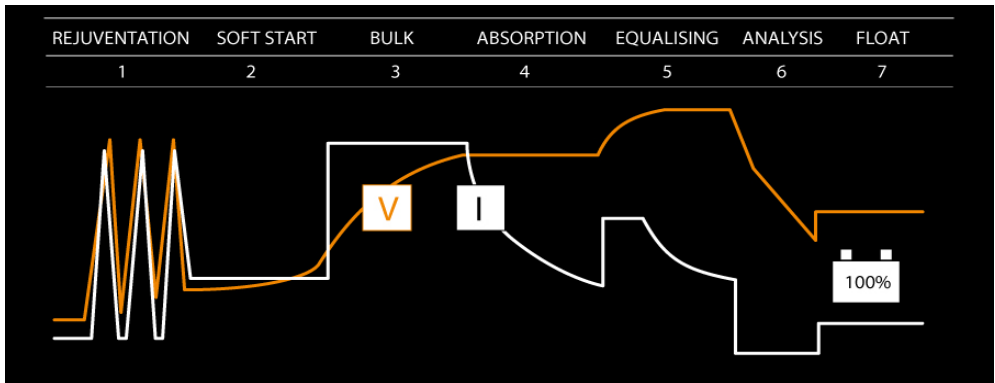 REJUVENTATION SOFT START BULK ABSORPTION EQUALISING ANALYSIS FLOAT
1 2 3 4 5 6 7
V I
100%